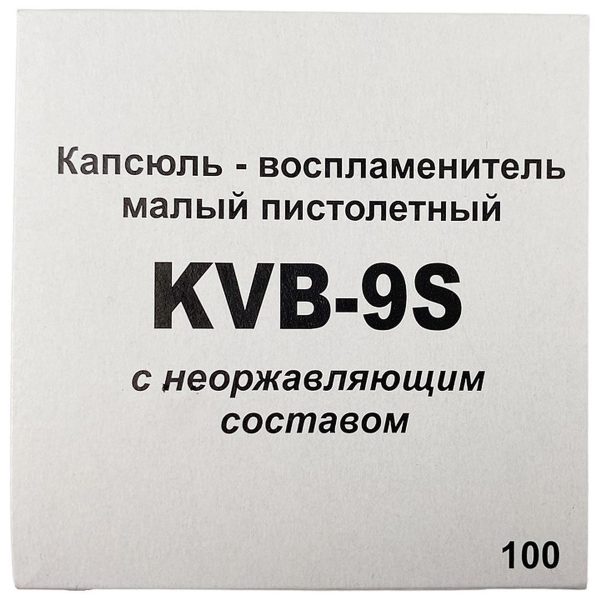 Капсюль - воспламенитель
малый пистолетный
KVB-9S
с неоржавляющим
составом
100